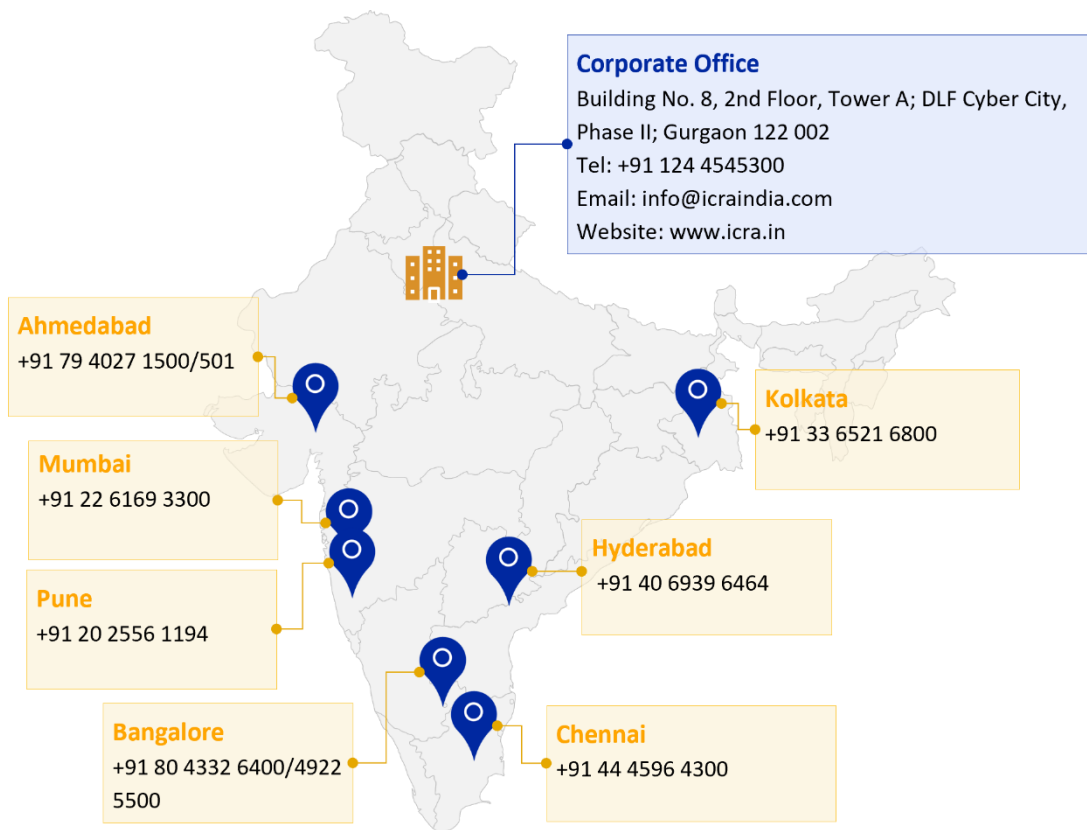 Corporate Office
Building No. 8, 2nd Floor, Tower A; DLF Cyber City,
Phase II; Gurgaon 122 002
Tel: +91 124 4545300
Email: info@icraindia.com
Website: www.icra.in
Ahmedabad
+91 79 4027 1500/501
Kolkata
+91 33 6521 6800
Mumbai
+91 22 6169 3300
Hyderabad
+91 40 6939 6464
Pune
+91 20 2556 1194
Bangalore
+91 80 4332 6400/4922
5500
Chennai
+91 44 4596 4300